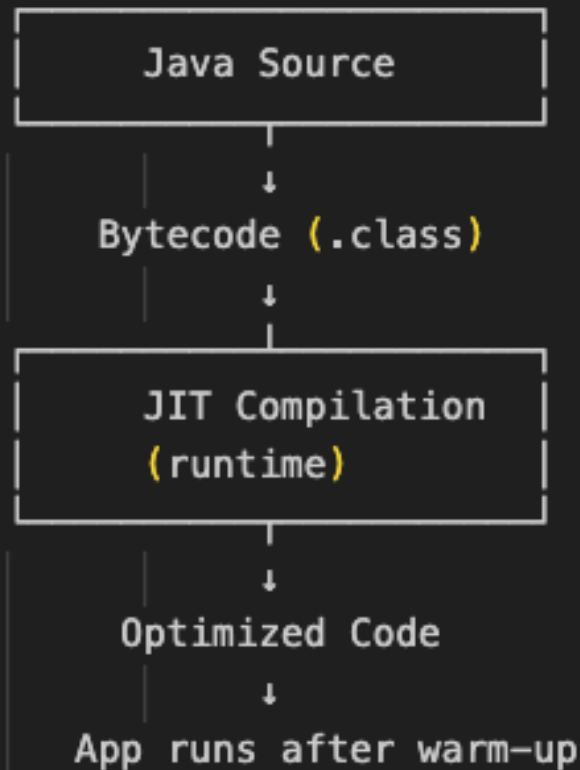 Java Source
↓
Bytecode (.class)
↓
JIT Compilation
(runtime)
↓
Optimized Code
↓
App runs after warm-up